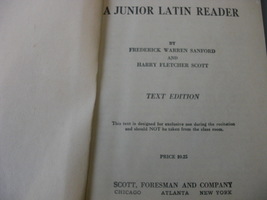 A JUNIOR LATIN READER
BY
FREDERICK WARREN SANFORD
AND
HARRY FLETCHER SCOTT
TEXT EDITION
This text is designed for exclusive use during the recitation
and should NOT be taken from the class room.
PRICE
SCOTT, FORESMAN AND COMPANY
CHICAGO ATLANTA NEW YORK